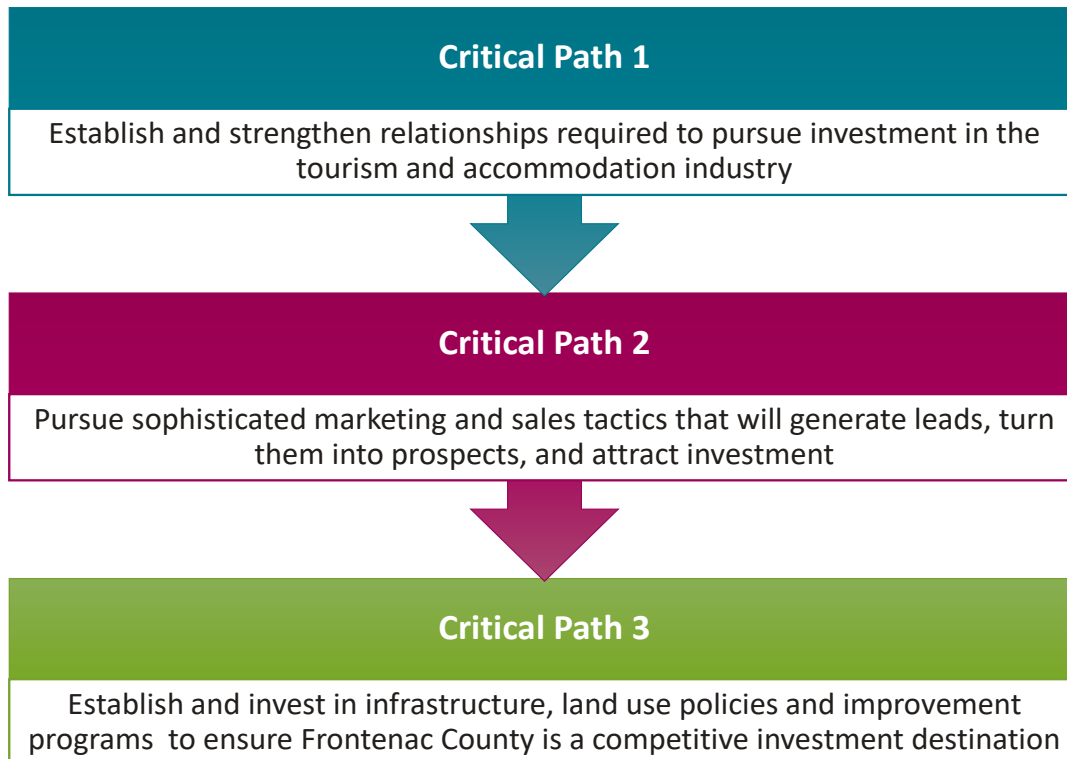 Critical Path 1
Establish and strengthen relationships required to pursue investment in the
tourism and accommodation industry
Critical Path 2
Pursue sophisticated marketing and sales tactics that will generate leads, turn
them into prospects, and attract investment
Critical Path 3
Establish and invest in infrastructure, land use policies and improvement
programs  to ensure Frontenac County is a competitive investment destination